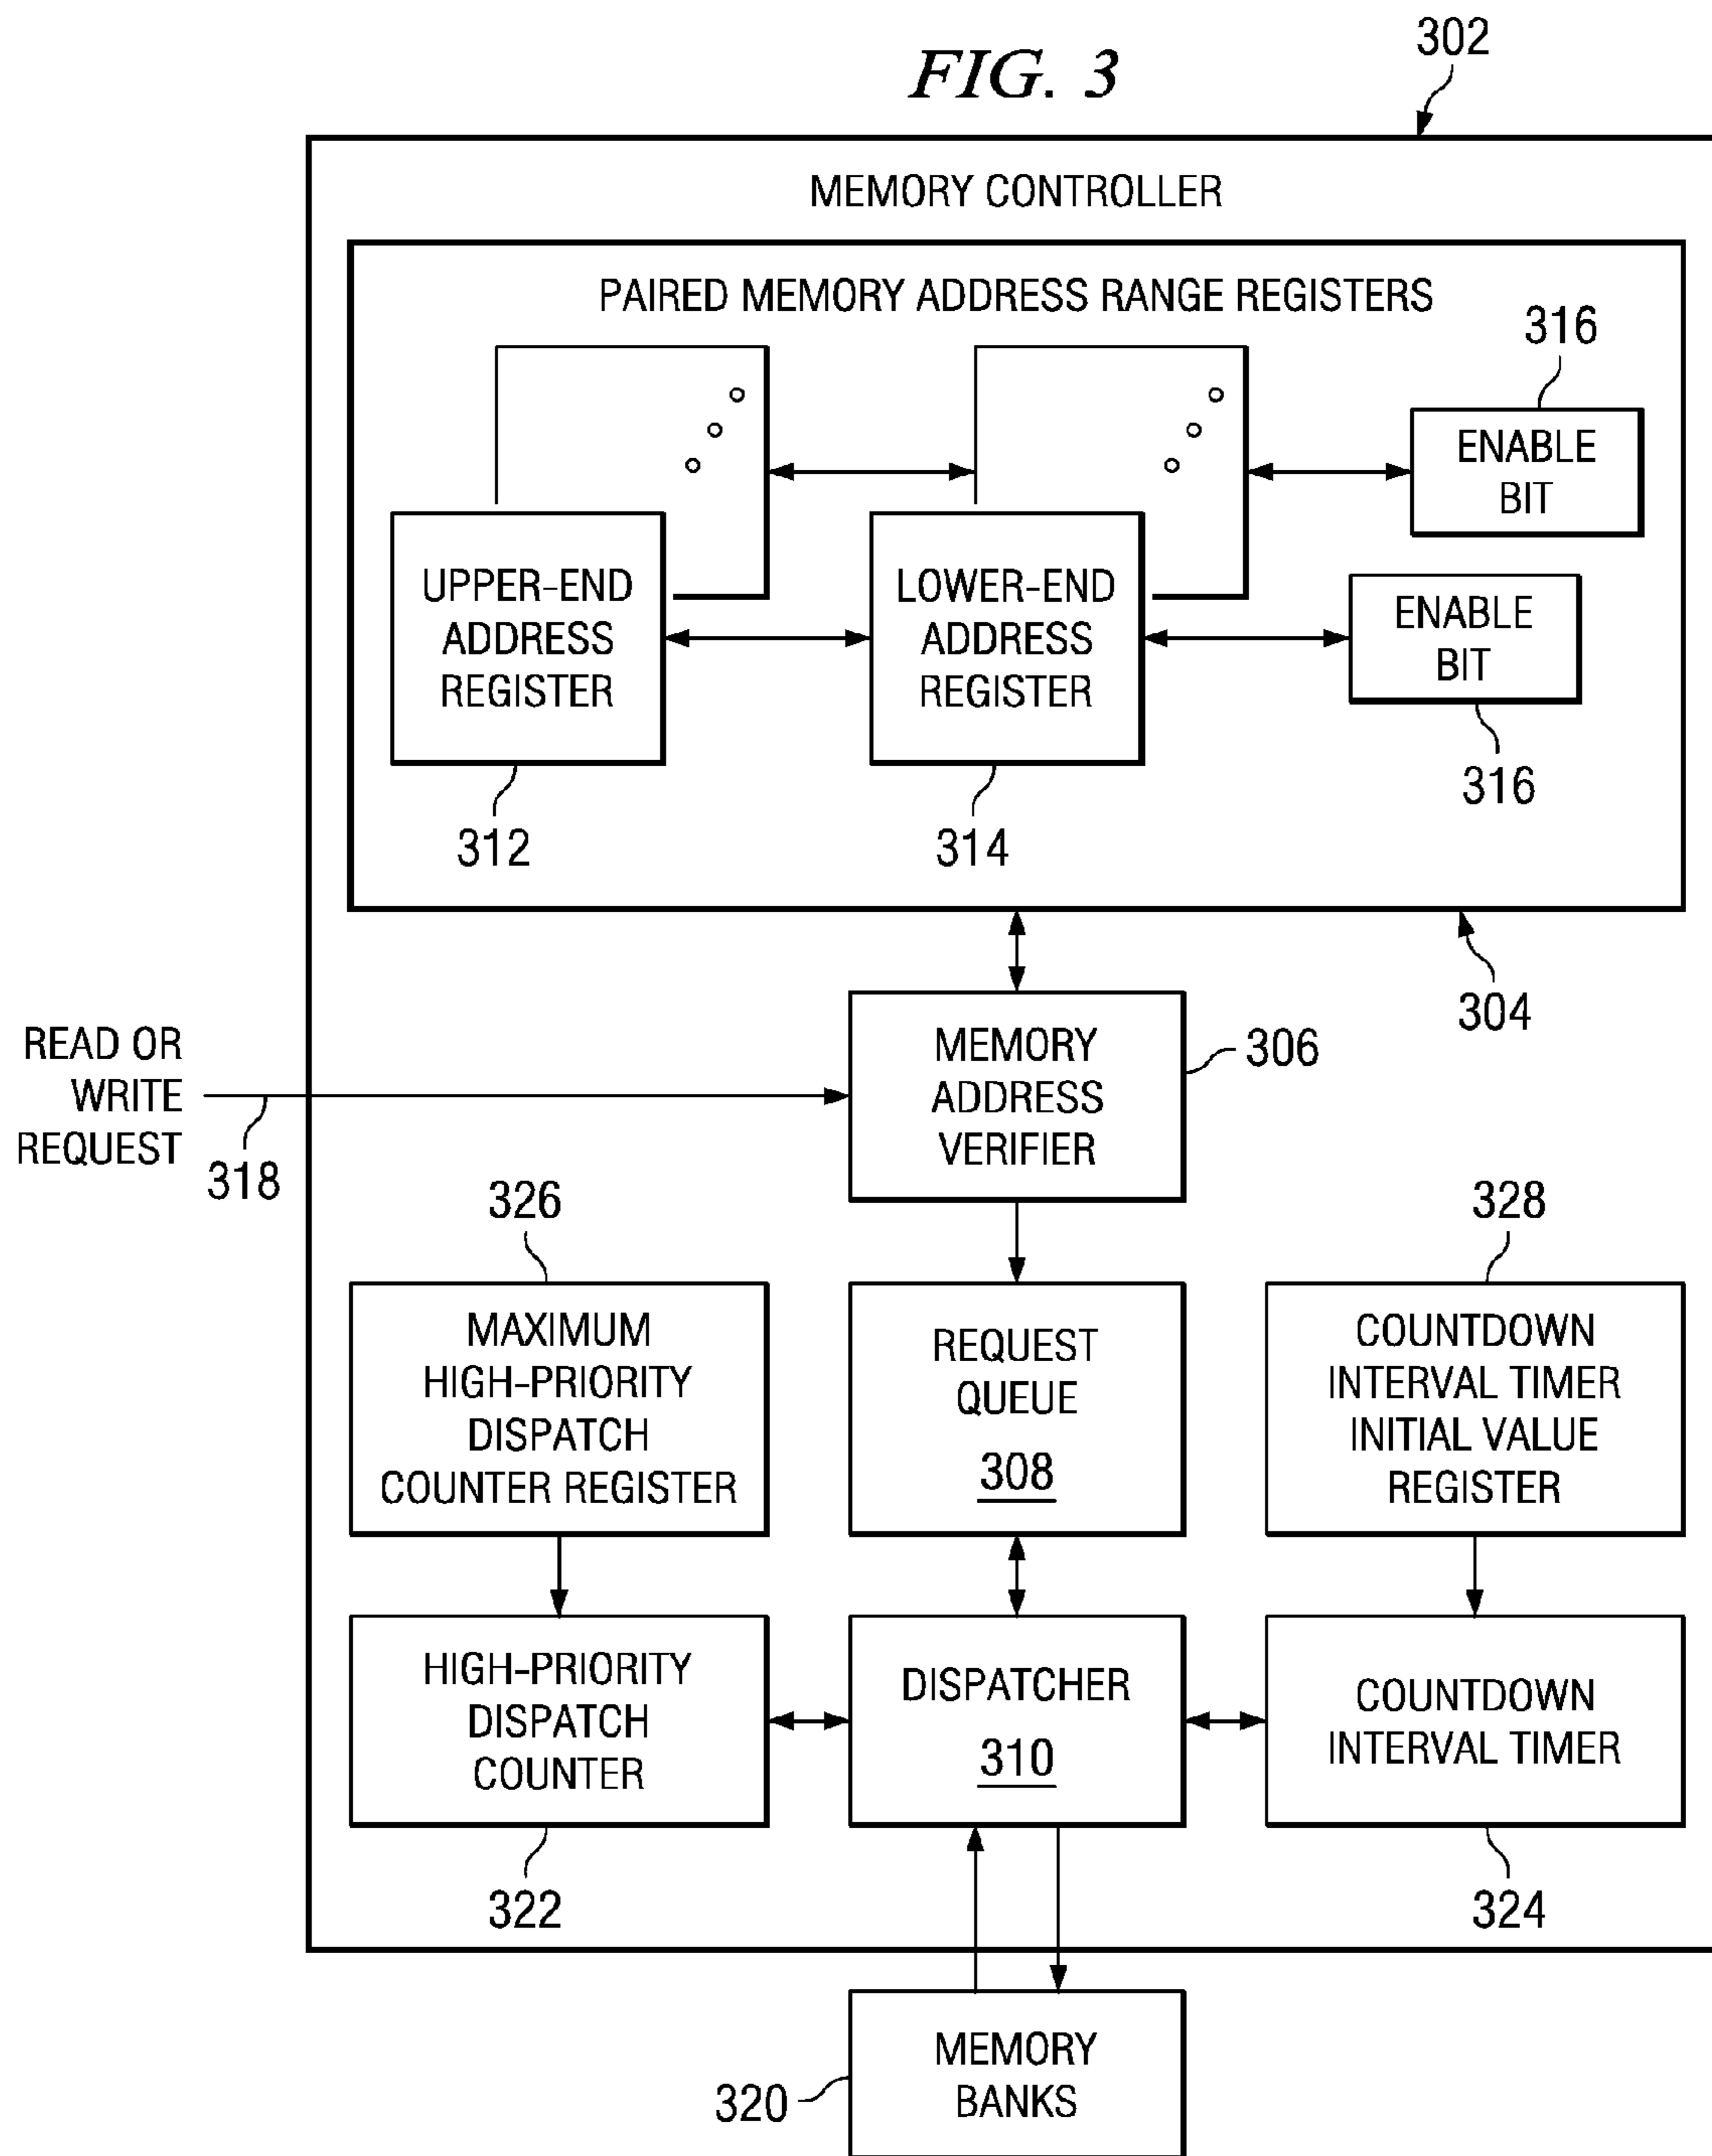 FIG. 3
302
MEMORY CONTROLLER
PAIRED MEMORY ADDRESS RANGE REGISTERS
316
ENABLE
BIT
UPPER-END
ADDRESS
REGISTER
LOWER-END
ADDRESS
REGISTER
ENABLE
BIT
312
314
316
304
READ OR
WRITE
REQUEST
318
MEMORY
ADDRESS
VERIFIER
306
326
328
MAXIMUM
HIGH-PRIORITY
DISPATCH
COUNTER REGISTER
REQUEST
QUEUE
308
COUNTDOWN
INTERVAL TIMER
INITIAL VALUE
REGISTER
HIGH-PRIORITY
DISPATCH
COUNTER
DISPATCHER
310
COUNTDOWN
INTERVAL TIMER
322
324
MEMORY
BANKS
320